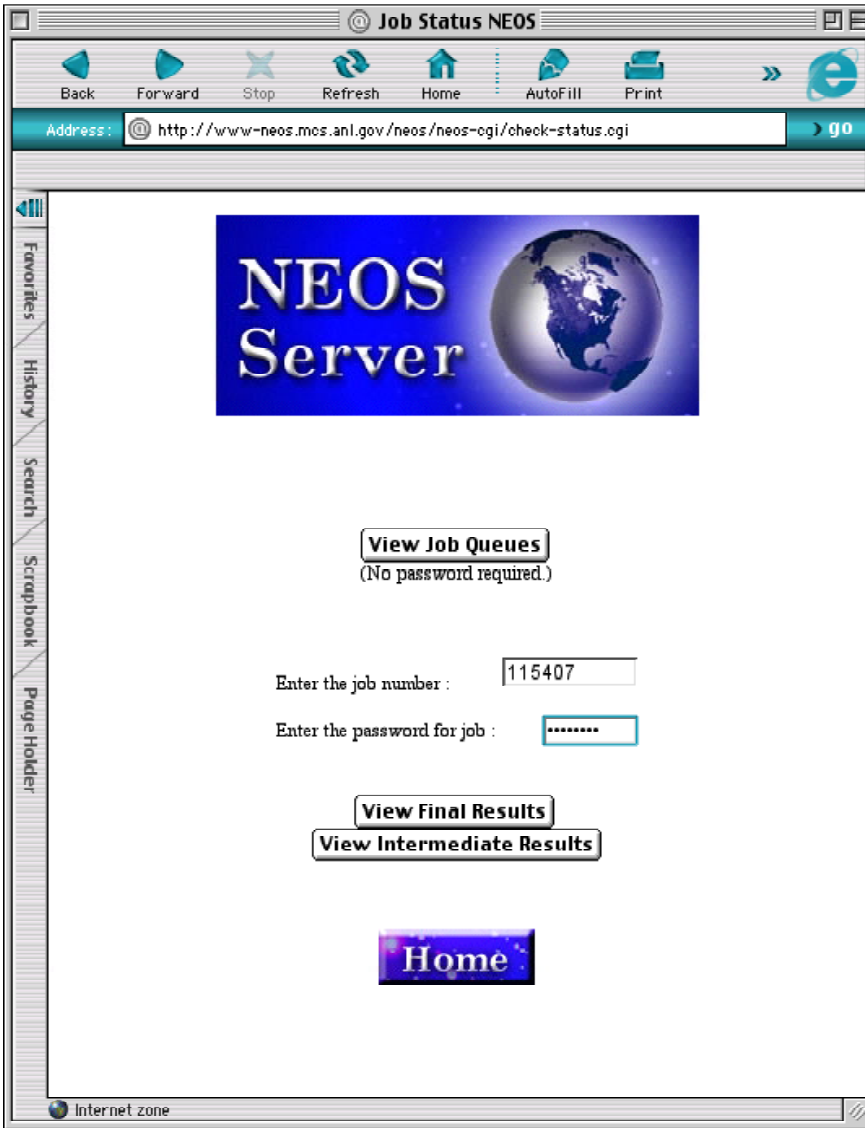 Job Status NEOS
Back Forward Stop Refresh Home AutoFill Print »
Address: http://www-neos.mcs.anl.gov/neos/neos-cgi/check-status.cgi go
Favorites
History
Search
Scrapbook
Page Holder
NEOS
Server
View Job Queues
(No password required.)
Enter the job number : 115407
Enter the password for job : ••••••••
View Final Results
View Intermediate Results
Home
Internet zone